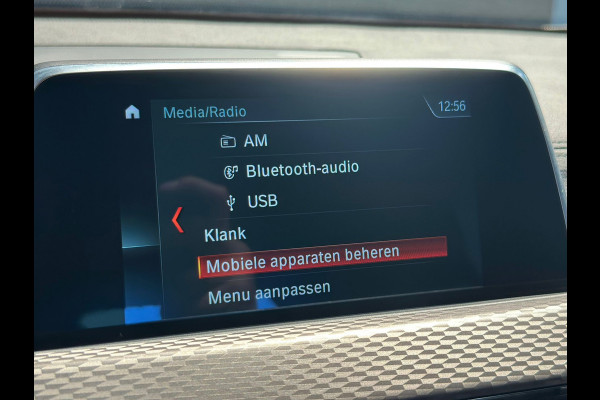 Media/Radio
12:56
AM
Bluetooth-audio
USB
Klank
Mobiele apparaten beheren
Menu aanpassen